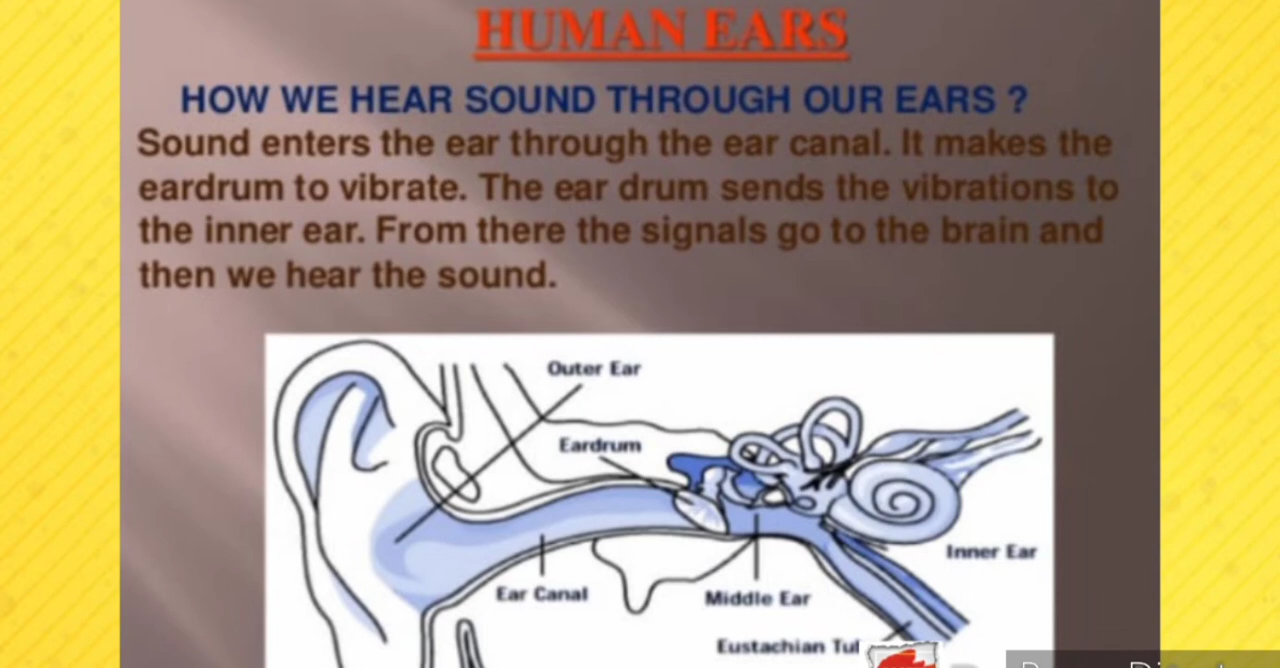 HUMAN EARS
HOW WE HEAR SOUND THROUGH OUR EARS ?
Sound enters the ear through the ear canal. It makes the
eardrum to vibrate. The ear drum sends the vibrations to
the inner ear. From there the signals go to the brain and
then we hear the sound.
Outer Ear
Eardrum
Inner Ear
Ear Canal
Middle Ear
Eustachian